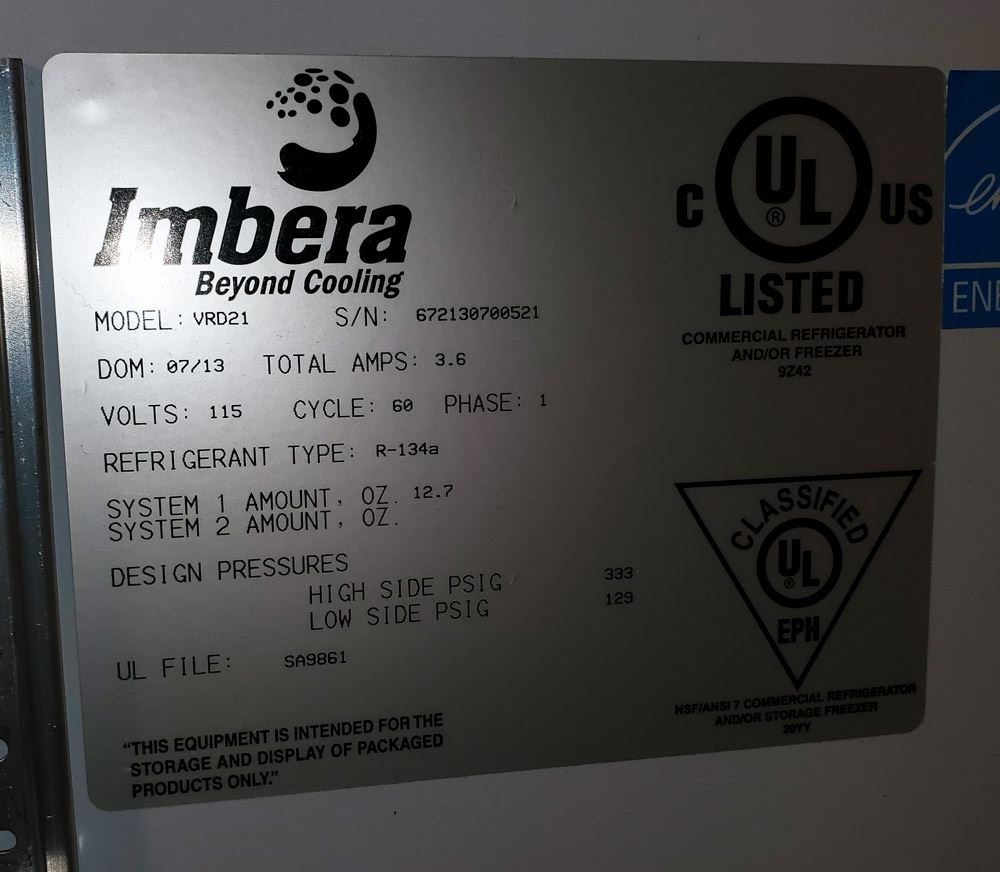 Imbera
Beyond Cooling
MODEL: VRD21 S/N: 672130700521
DOM: 07/13 TOTAL AMPS: 3.6
VOLTS: 115 CYCLE: 60 PHASE: 1
REFRIGERANT TYPE: R-134a
SYSTEM 1 AMOUNT, OZ. 12.7
SYSTEM 2 AMOUNT, OZ.
DESIGN PRESSURES
HIGH SIDE PSIG 333
LOW SIDE PSIG 129
UL FILE: SA9861
"THIS EQUIPMENT IS INTENDED FOR THE
STORAGE AND DISPLAY OF PACKAGED
PRODUCTS ONLY."
C UL® US
LISTED
COMMERCIAL REFRIGERATOR
AND/OR FREEZER
9Z42
CLASSIFIED
UL®
EPH
NSF/ANSI 7 COMMERCIAL REFRIGERATOR
AND/OR STORAGE FREEZER
20YY